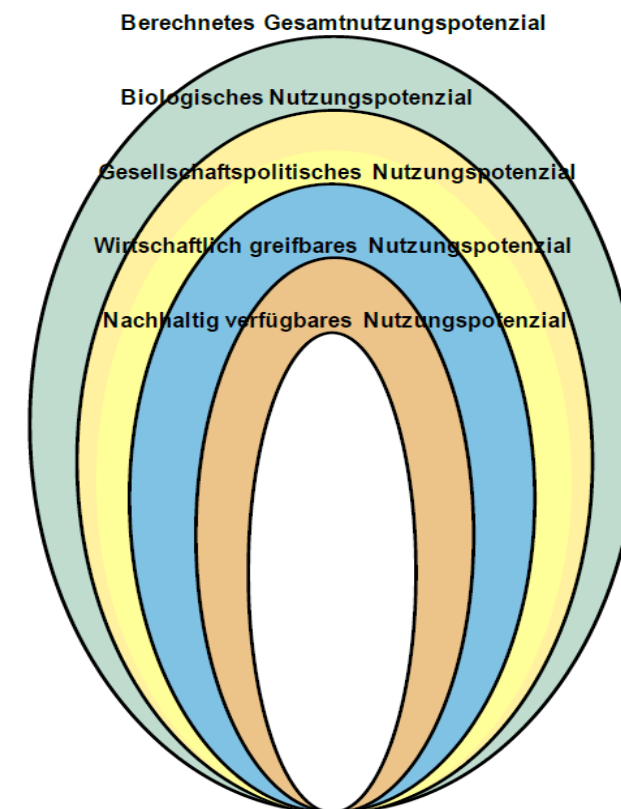 Berechnetes Gesamtnutzungspotenzial
Biologisches Nutzungspotenzial
Gesellschaftspolitisches Nutzungspotenzial
Wirtschaftlich greifbares Nutzungspotenzial
Nachhaltig verfügbares Nutzungspotenzial